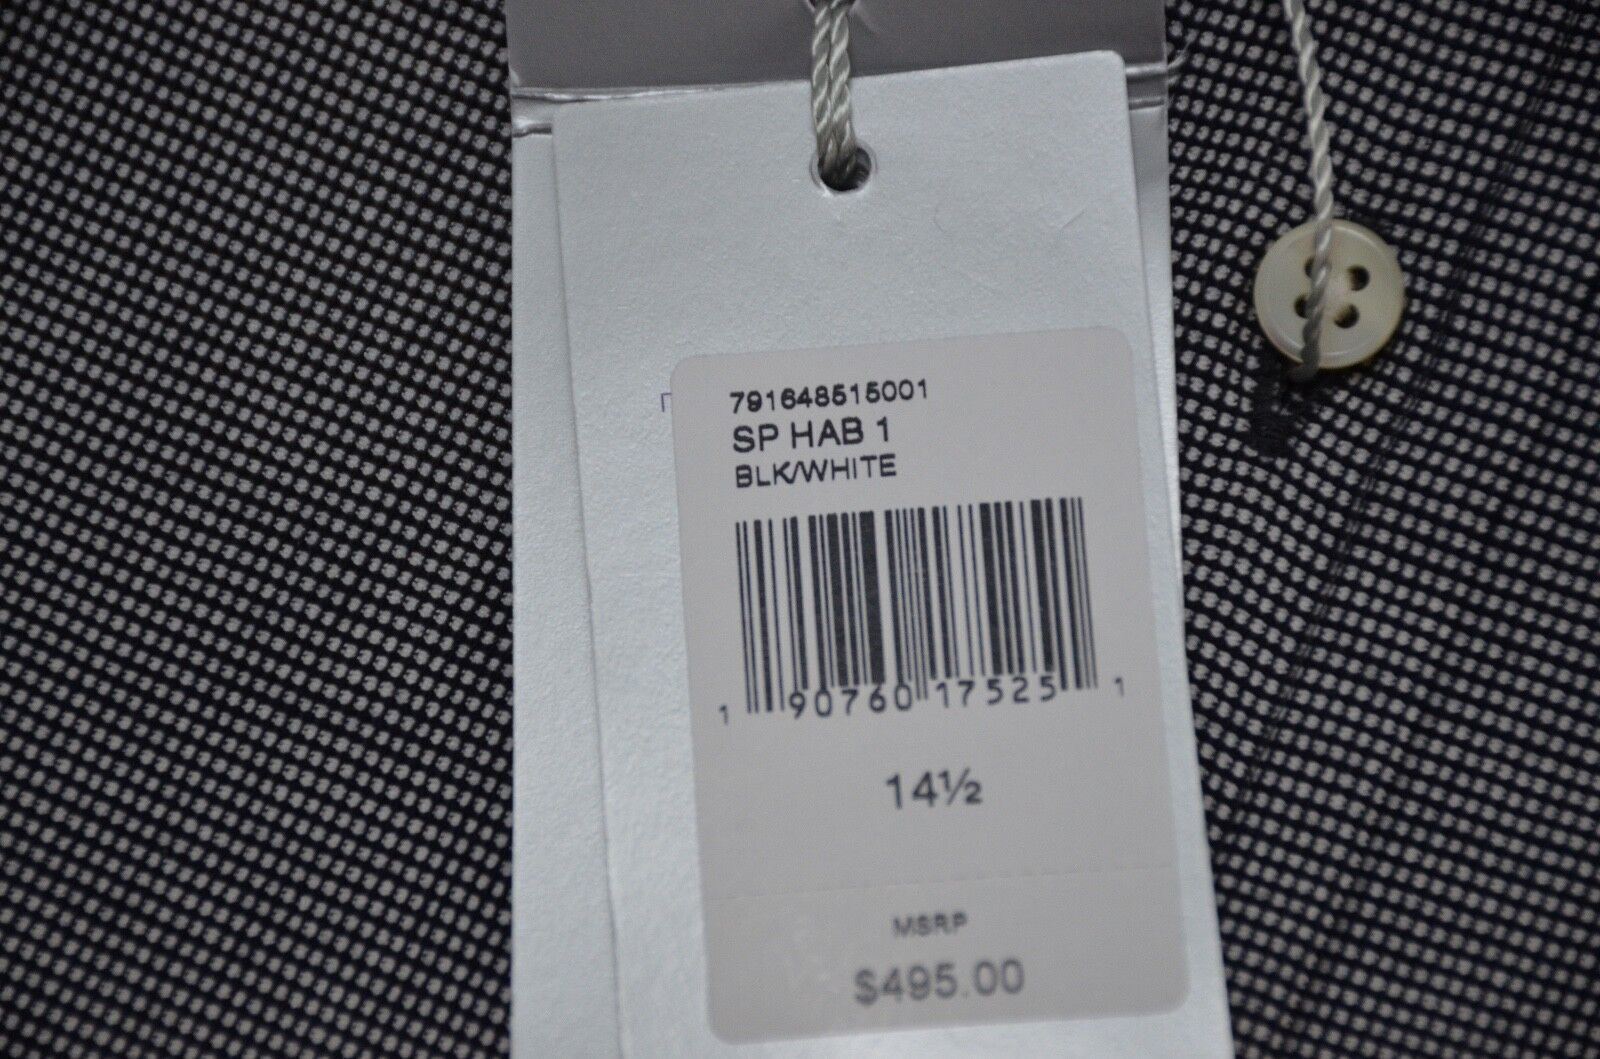 791648515001
SP HAB 1
BLK/WHITE
1 90760 17525 1
14½
MSRP
$495.00